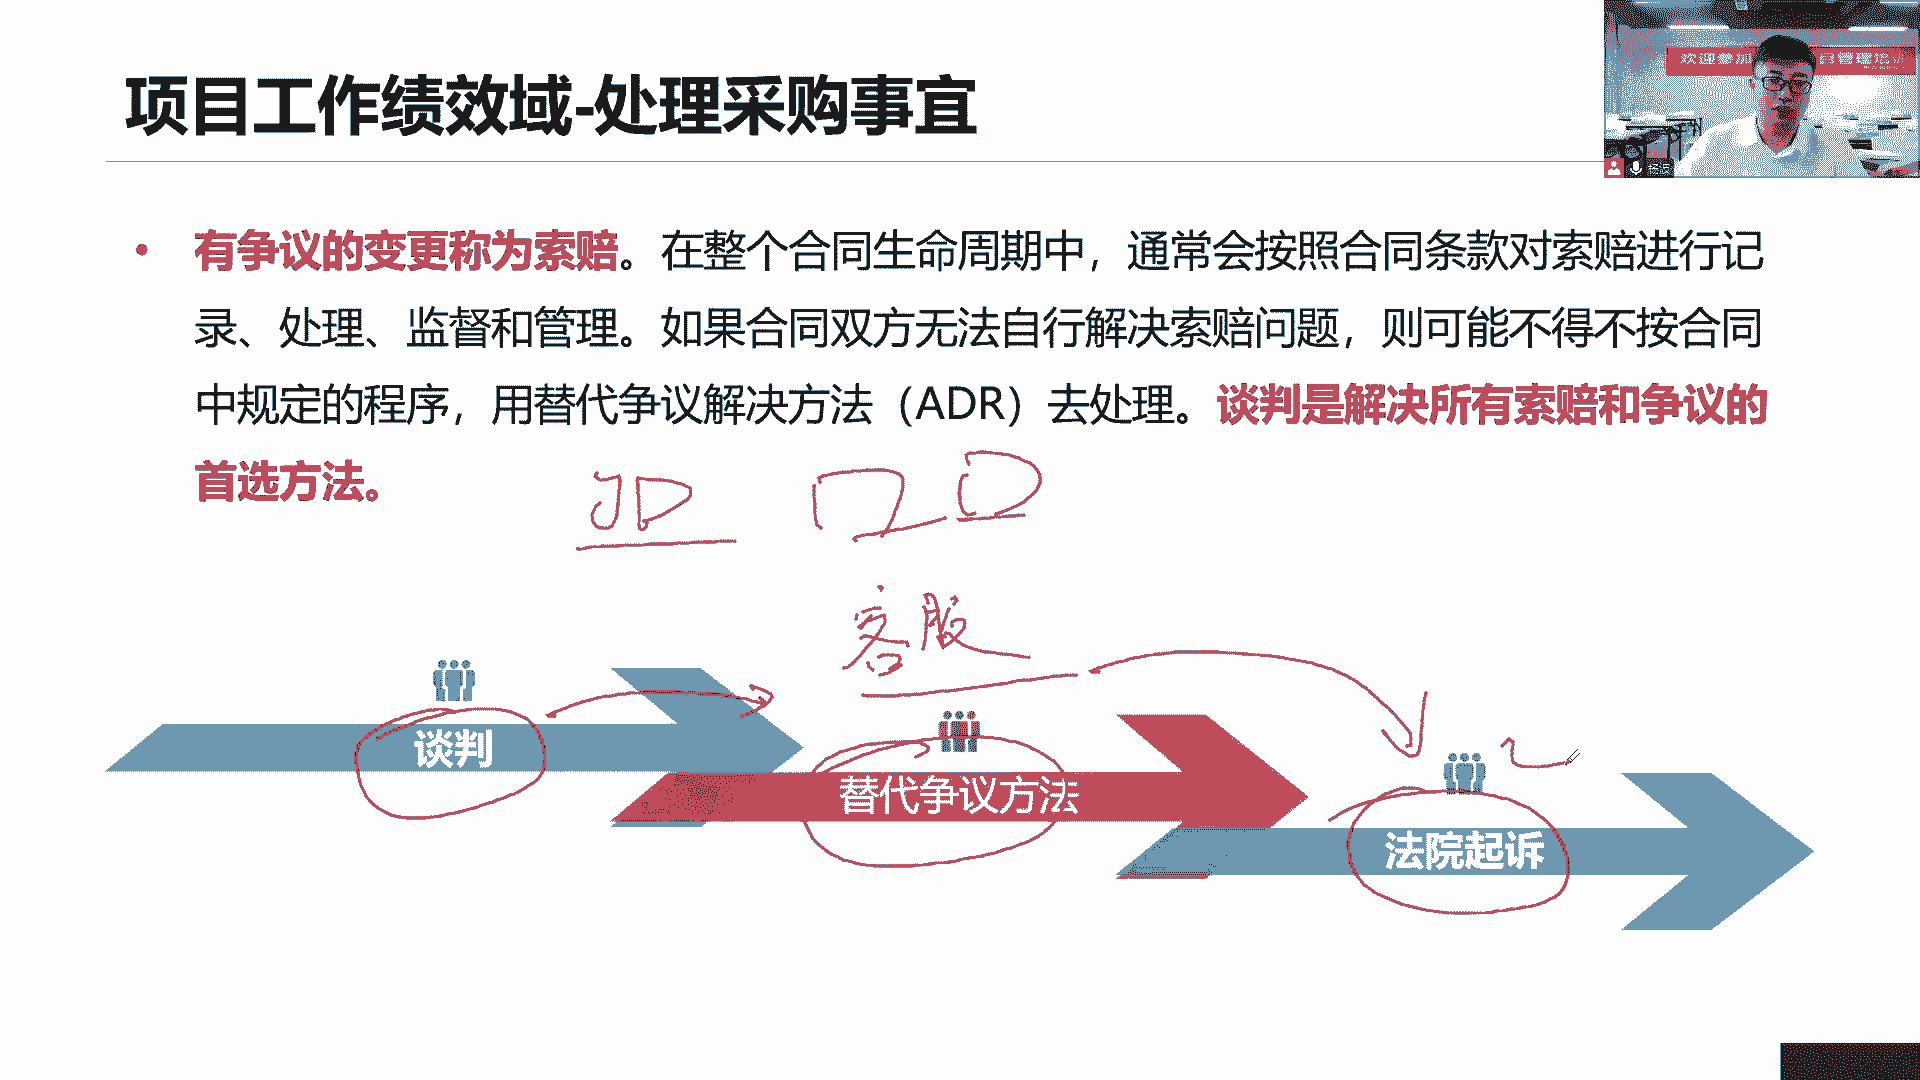 项目工作绩效域-处理采购事宜
欢迎参加
目管理培训
• 有争议的变更称为索赔。在整个合同生命周期中，通常会按照合同条款对索赔进行记
录、处理、监督和管理。如果合同双方无法自行解决索赔问题，则可能不得不按合同
中规定的程序，用替代争议解决方法（ADR）去处理。谈判是解决所有索赔和争议的
首选方法。
JD
客服
谈判
替代争议方法
法院起诉